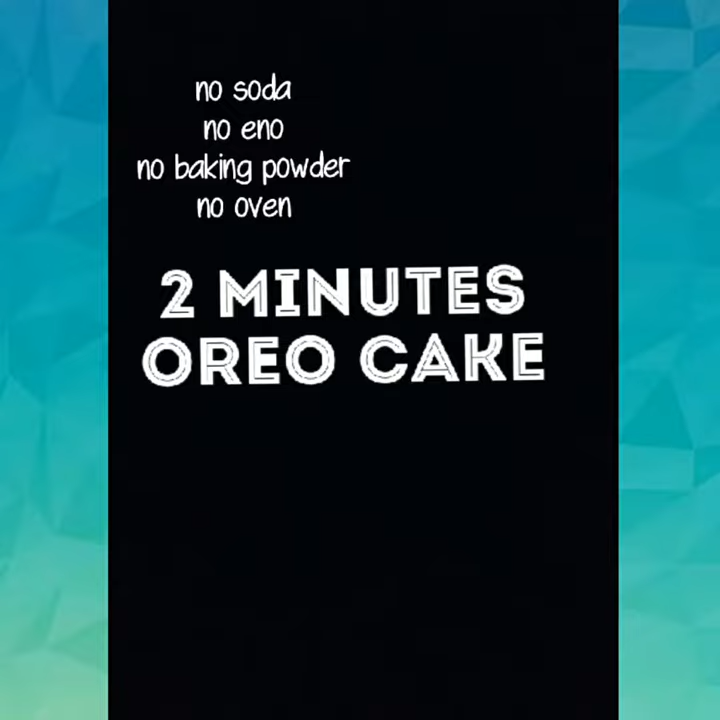 no soda
no eno
no baking powder
no oven
2 MINUTES
OREO CAKE